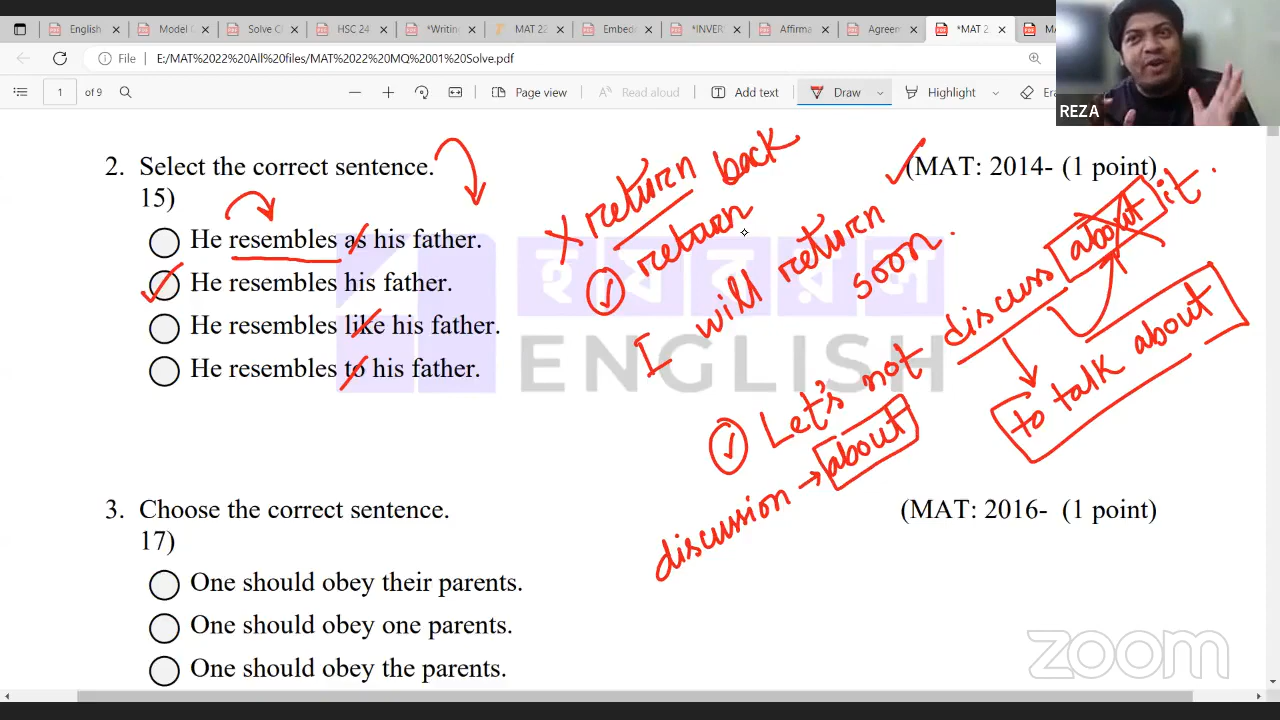 English
Model
Solve C
HSC 24
*Writing
MAT 22
Embed
*INVER
Affirma
Agreem
*MAT 2
MA
File E:/MAT%2022%20All%20files/MAT%2022%20MQ%2001%20Solve.pdf
1 of 9
Page view
Read aloud
Add text
Draw
Highlight
Era
REZA
2. Select the correct sentence. (MAT: 2014- (1 point)
15)
He resembles as his father.
He resembles his father.
He resembles like his father.
He resembles to his father.
X return back
return
I will return
soon.
Let's not discuss about it.
to talk about
discussion → about
হ য ব র ল
ENGLISH
3. Choose the correct sentence. (MAT: 2016- (1 point)
17)
One should obey their parents.
One should obey one parents.
One should obey the parents.
zoom